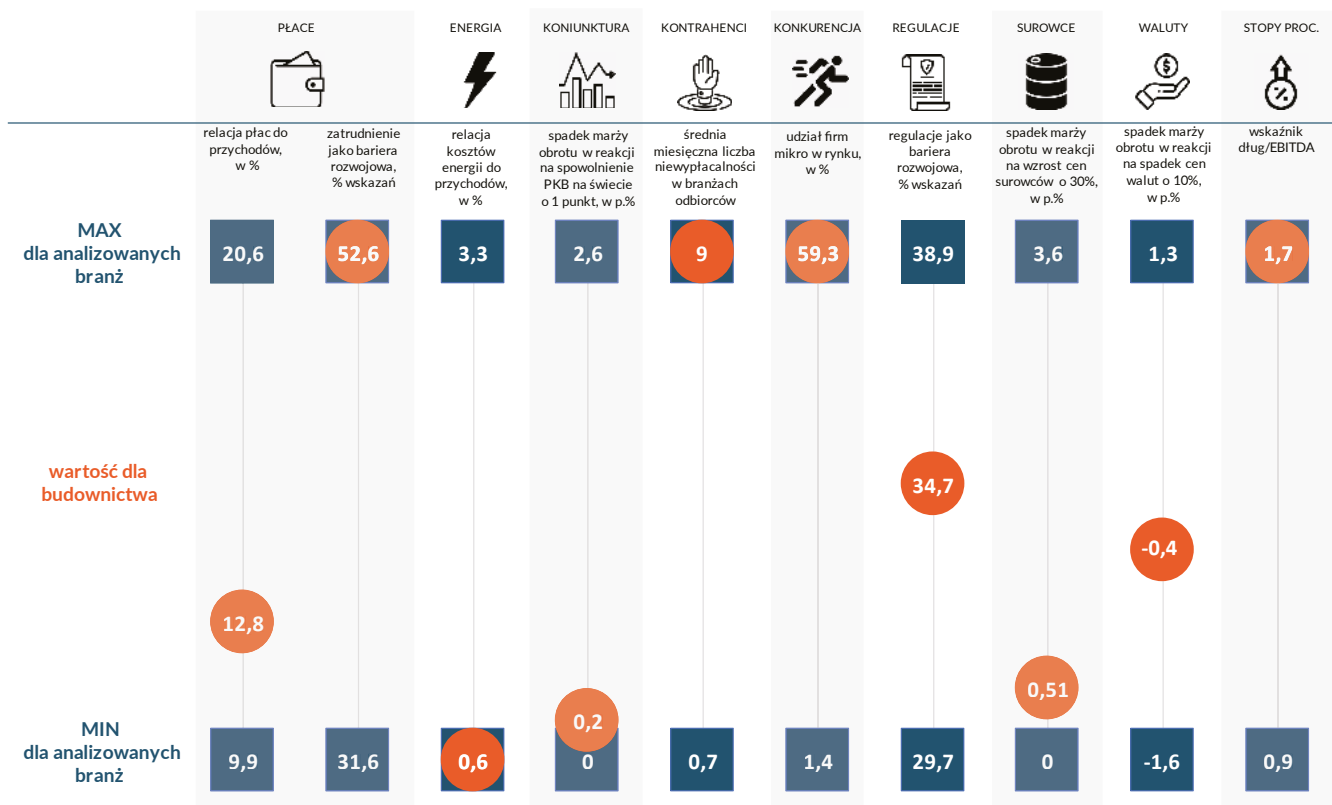 PŁACE
ENERGIA
KONIUNKTURA
KONTRAHENCI
KONKURENCJA
REGULACJE
SUROWCE
WALUTY
STOPY PROC.
relacja płac do
przychodów,
w %
zatrudnienie
jako bariera
rozwojowa,
% wskazań
relacja
kosztów
energii do
przychodów,
w %
spadek marży
obrotu w reakcji
na spowolnienie
PKB na świecie
o 1 punkt, w p.%
średnia
miesięczna liczba
niewypłacalności
w branżach
odbiorców
udział firm
mikro w rynku,
w %
regulacje jako
bariera
rozwojowa,
% wskazań
spadek marży
obrotu w reakcji
na wzrost cen
surowców o 30%,
w p.%
spadek marży
obrotu w reakcji
na spadek cen
walut o 10%,
w p.%
wskaźnik
dług/EBITDA
MAX
dla analizowanych
branż
20,6
52,6
3,3
2,6
9
59,3
38,9
3,6
1,3
1,7
wartość dla
budownictwa
34,7
-0,4
12,8
0,51
0,2
MIN
dla analizowanych
branż
9,9
31,6
0,6
0
0,7
1,4
29,7
0
-1,6
0,9